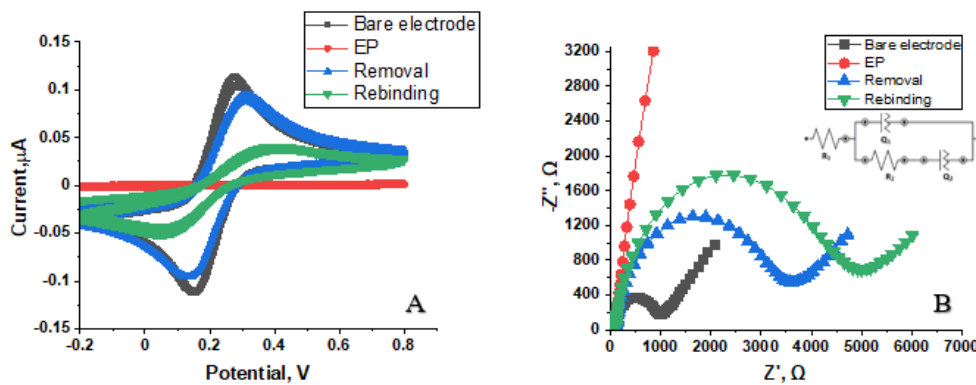 Bare electrode
EP
Removal
Rebinding
0.15
0.1
0.05
0
-0.05
-0.1
-0.15
Current,µA
-0.2
0
0.2
0.4
0.6
0.8
Potential, V
A
Bare electrode
EP
Removal
Rebinding
3200
2800
2400
2000
1600
1200
800
400
0
-Z'', Ω
0
1000
2000
3000
4000
5000
6000
7000
Z', Ω
B